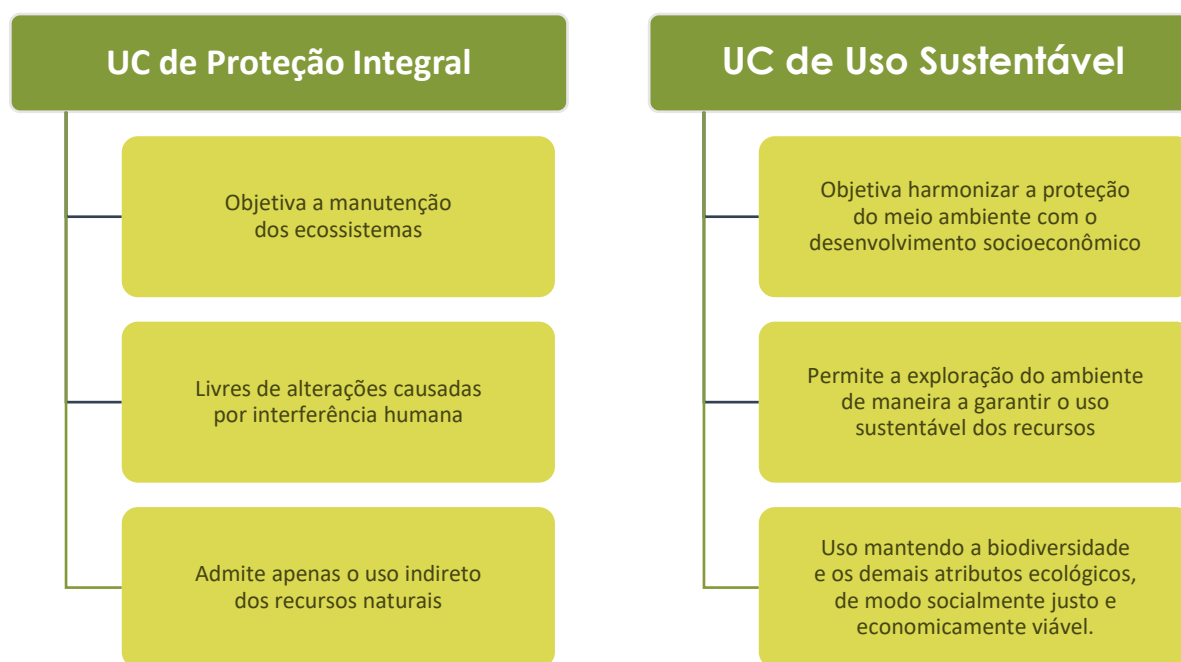 UC de Proteção Integral
Objetiva a manutenção
dos ecossistemas
Livres de alterações causadas
por interferência humana
Admite apenas o uso indireto
dos recursos naturais
UC de Uso Sustentável
Objetiva harmonizar a proteção
do meio ambiente com o
desenvolvimento socioeconômico
Permite a exploração do ambiente
de maneira a garantir o uso
sustentável dos recursos
Uso mantendo a biodiversidade
e os demais atributos ecológicos,
de modo socialmente justo e
economicamente viável.